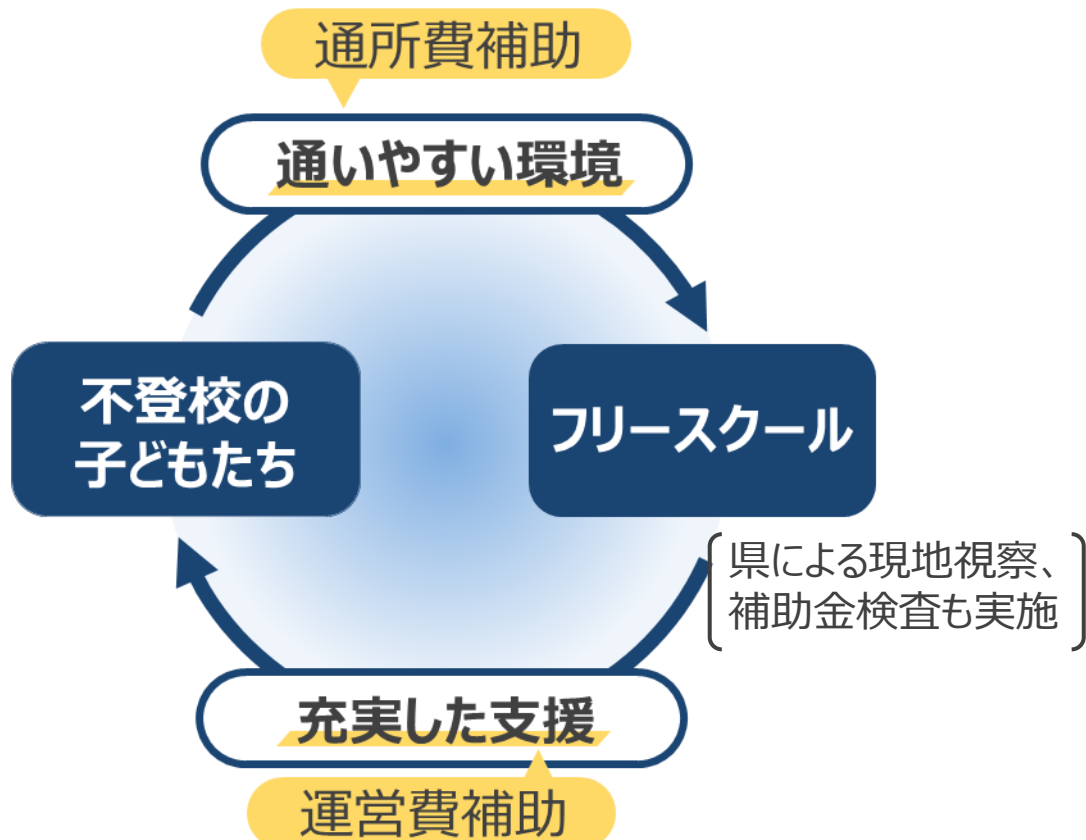 通所費補助
通いやすい環境
不登校の
子どもたち
フリースクール
県による現地視察、
補助金検査も実施
充実した支援
運営費補助